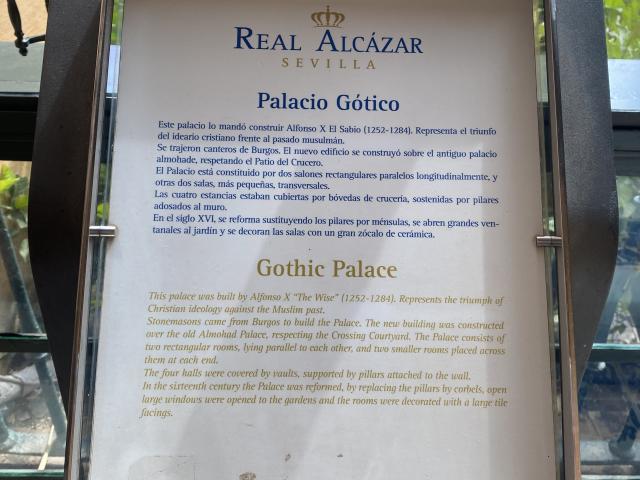 REAL ALCÁZAR
SEVILLA
Palacio Gótico
Este palacio lo mandó construir Alfonso X El Sabio (1252-1284). Representa el triunfo
del ideario cristiano frente al pasado musulmán.
Se trajeron canteros de Burgos. El nuevo edificio se construyó sobre el antiguo palacio
almohade, respetando el Patio del Crucero.
El Palacio está constituido por dos salones rectangulares paralelos longitudinalmente, y
otras dos salas, más pequeñas, transversales.
Las cuatro estancias estaban cubiertas por bóvedas de crucería, sostenidas por pilares
adosados al muro.
En el siglo XVI, se reforma sustituyendo los pilares por ménsulas, se abren grandes ven-
tanales al jardín y se decoran las salas con un gran zócalo de cerámica.
Gothic Palace
This palace was built by Alfonso X "The Wise" (1252-1284). Represents the triumph of
Christian ideology against the Muslim past.
Stonemasons came from Burgos to build the Palace. The new building was constructed
over the old Almohad Palace, respecting the Crossing Courtyard. The Palace consists of
two rectangular rooms, lying parallel to each other, and two smaller rooms placed across
them at each end.
The four halls were covered by vaults, supported by pillars attached to the wall.
In the sixteenth century the Palace was reformed, by replacing the pillars by corbels, open
large windows were opened to the gardens and the rooms were decorated with a large tile
facings.